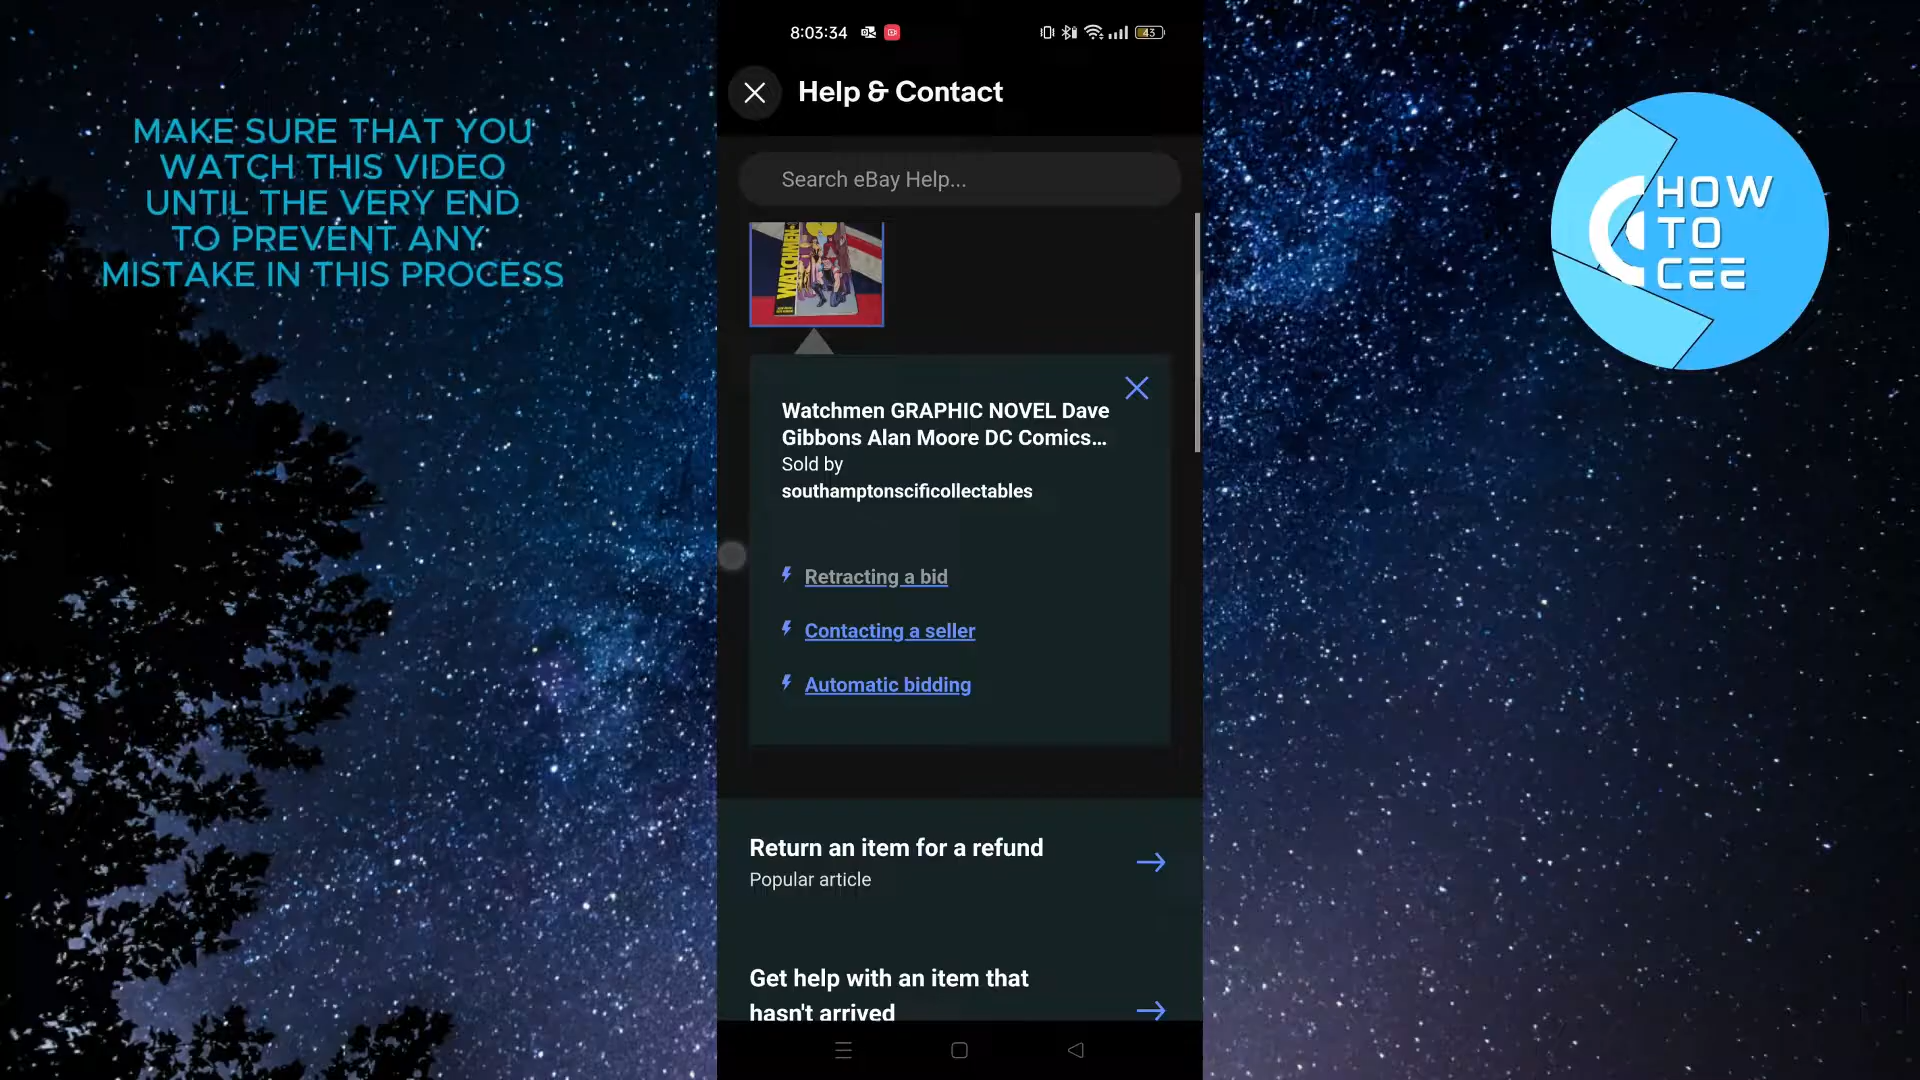 MAKE SURE THAT YOU
WATCH THIS VIDEO
UNTIL THE VERY END
TO PREVENT ANY
MISTAKE IN THIS PROCESS
8:03:34
43
Help & Contact
Search eBay Help...
WATCHMEN
Watchmen GRAPHIC NOVEL Dave
Gibbons Alan Moore DC Comics...
Sold by
southamptonscificollectables
Retracting a bid
Contacting a seller
Automatic bidding
Return an item for a refund
Popular article
Get help with an item that
hasn't arrived
HOW
TO
CEE